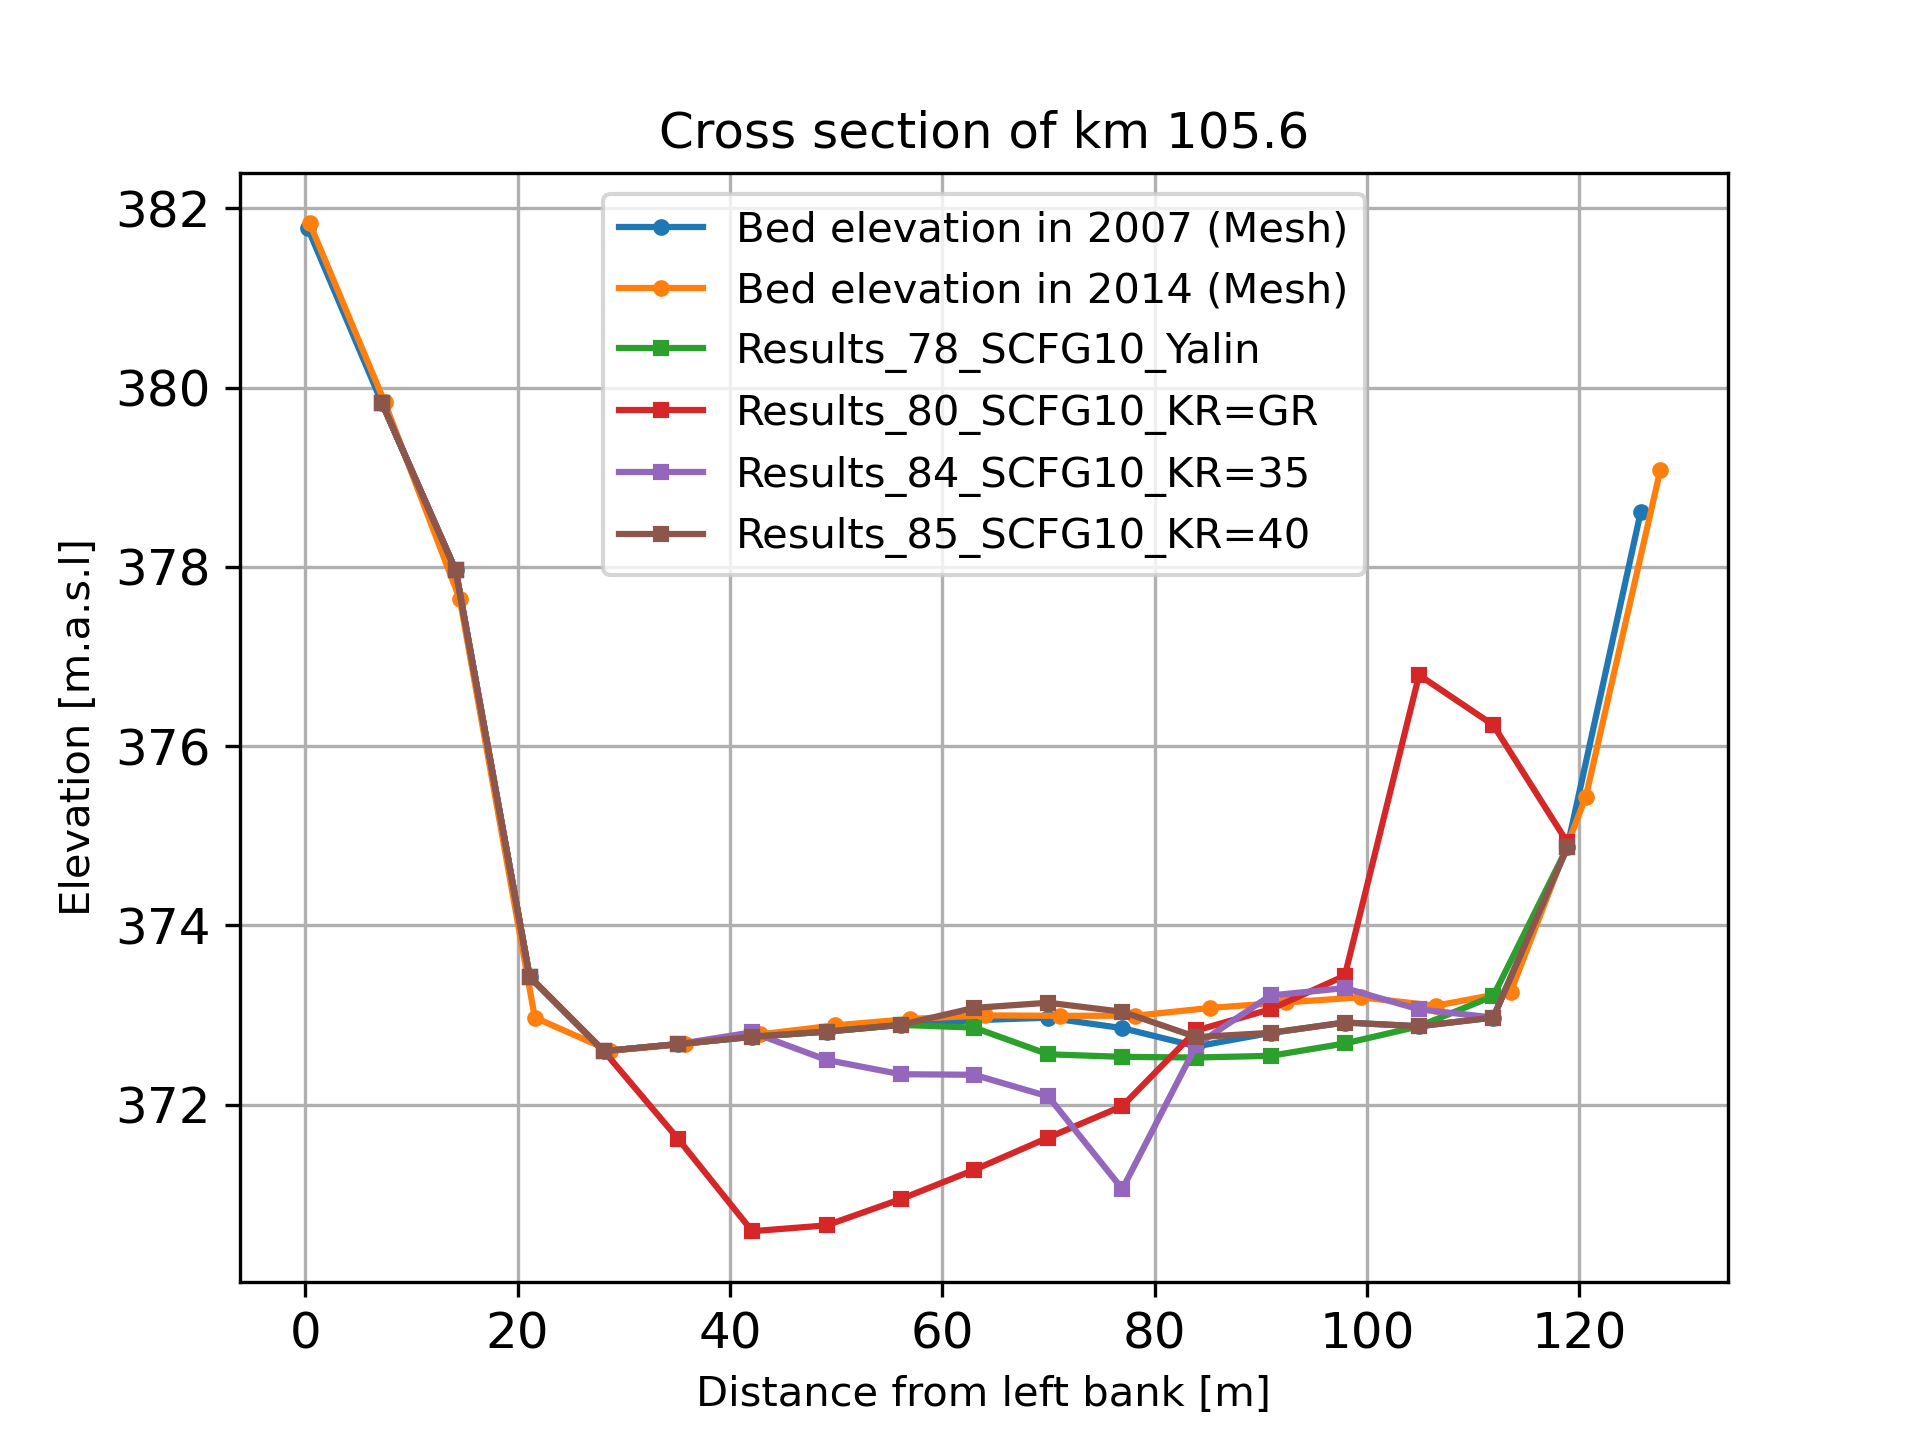 Cross section of km 105.6
Bed elevation in 2007 (Mesh)
Bed elevation in 2014 (Mesh)
Results_78_SCFG10_Yalin
Results_80_SCFG10_KR=GR
Results_84_SCFG10_KR=35
Results_85_SCFG10_KR=40
382
380
378
376
374
372
Elevation [m.a.s.l]
0 20 40 60 80 100 120
Distance from left bank [m]